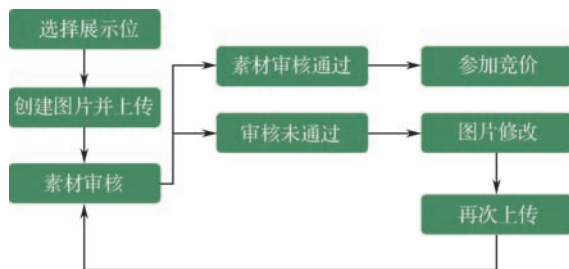 选择展示位
创建图片并上传
素材审核
素材审核通过
参加竞价
审核未通过
图片修改
再次上传